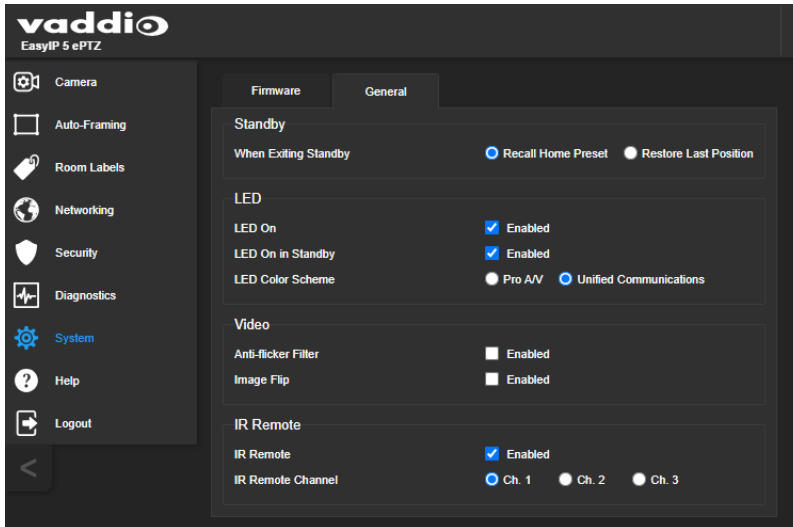 vaddio
EasyIP 5 ePTZ
Camera
Auto-Framing
Room Labels
Networking
Security
Diagnostics
System
Help
Logout
<
Firmware General
Standby
When Exiting Standby Recall Home Preset Restore Last Position
LED
LED On Enabled
LED On in Standby Enabled
LED Color Scheme Pro A/V Unified Communications
Video
Anti-flicker Filter Enabled
Image Flip Enabled
IR Remote
IR Remote Enabled
IR Remote Channel Ch. 1 Ch. 2 Ch. 3